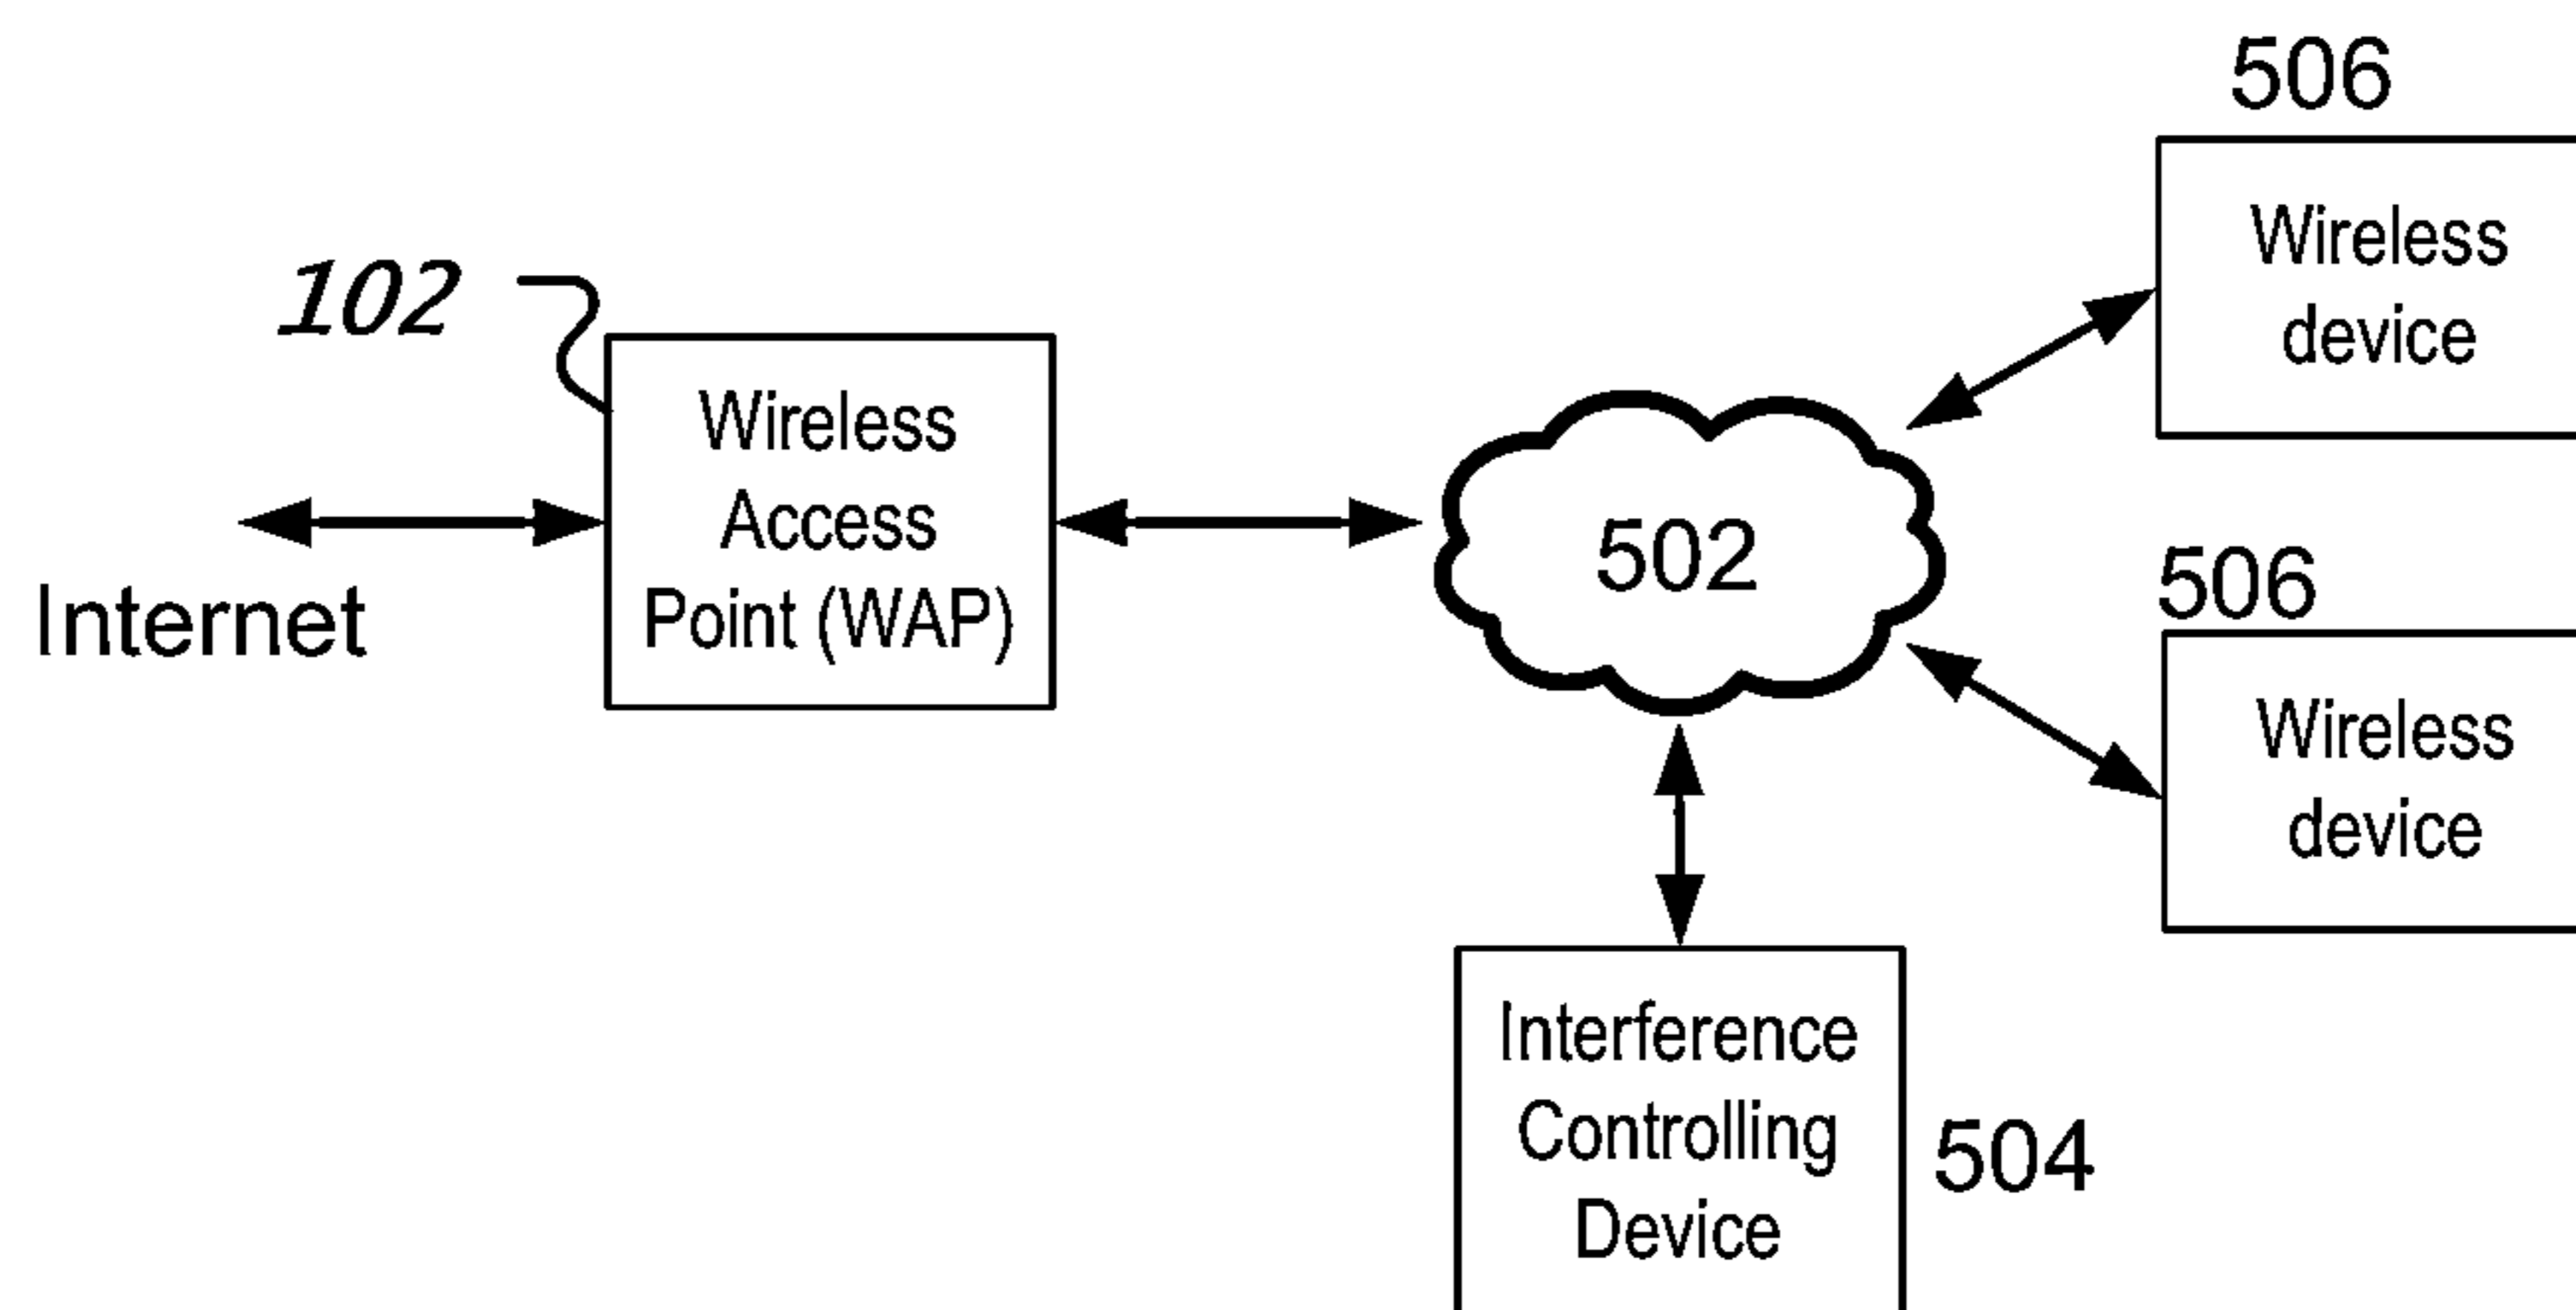 506
Wireless
device
102
Wireless
Access
Point (WAP)
Internet
502
506
Wireless
device
Interference
Controlling
Device
504